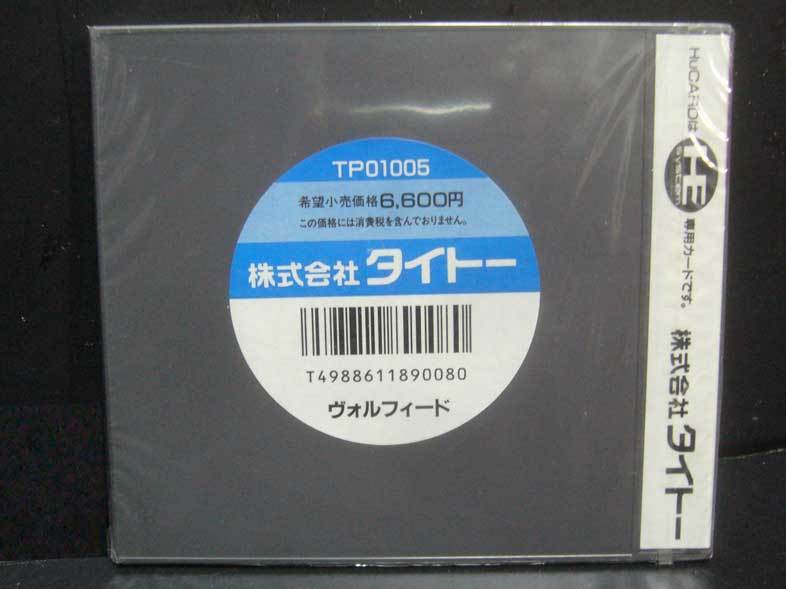 TP01005
希望小売価格6,600円
この価格には消費税を含んでおりません。
株式会社 タイトー
T4988611890080
ヴォルフィード
HuCARDは
HE
system
専用カードです。
株式会社 タイトー